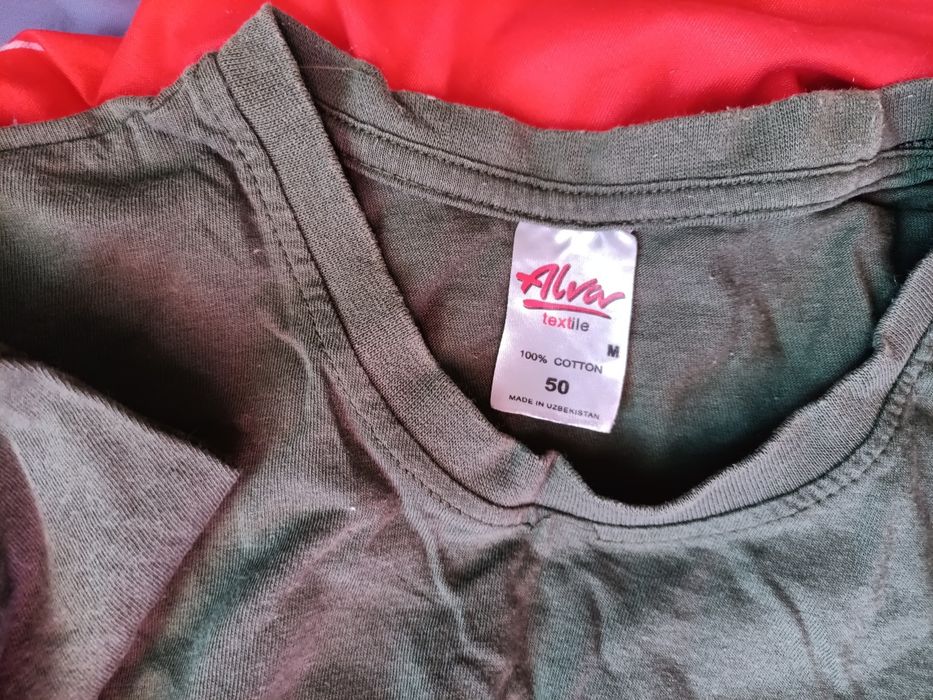 Alvar
textile
M
100% COTTON
50
MADE IN UZBEKISTAN